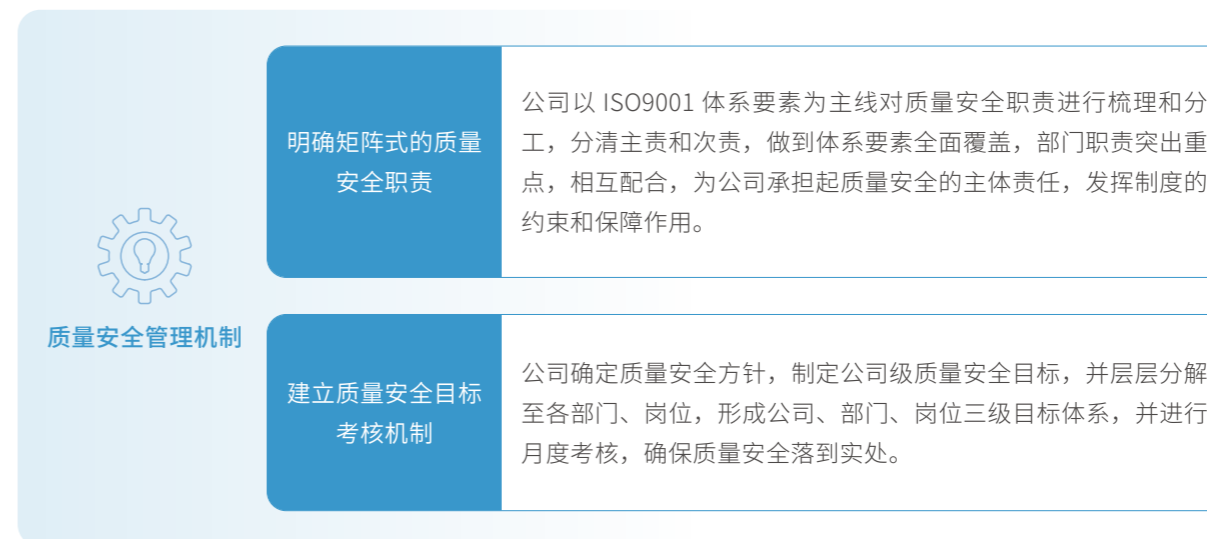 质量安全管理机制
明确矩阵式的质量
安全职责
公司以 ISO9001 体系要素为主线对质量安全职责进行梳理和分
工，分清主责和次责，做到体系要素全面覆盖，部门职责突出重
点，相互配合，为公司承担起质量安全的主体责任，发挥制度的
约束和保障作用。
建立质量安全目标
考核机制
公司确定质量安全方针，制定公司级质量安全目标，并层层分解
至各部门、岗位，形成公司、部门、岗位三级目标体系，并进行
月度考核，确保质量安全落到实处。